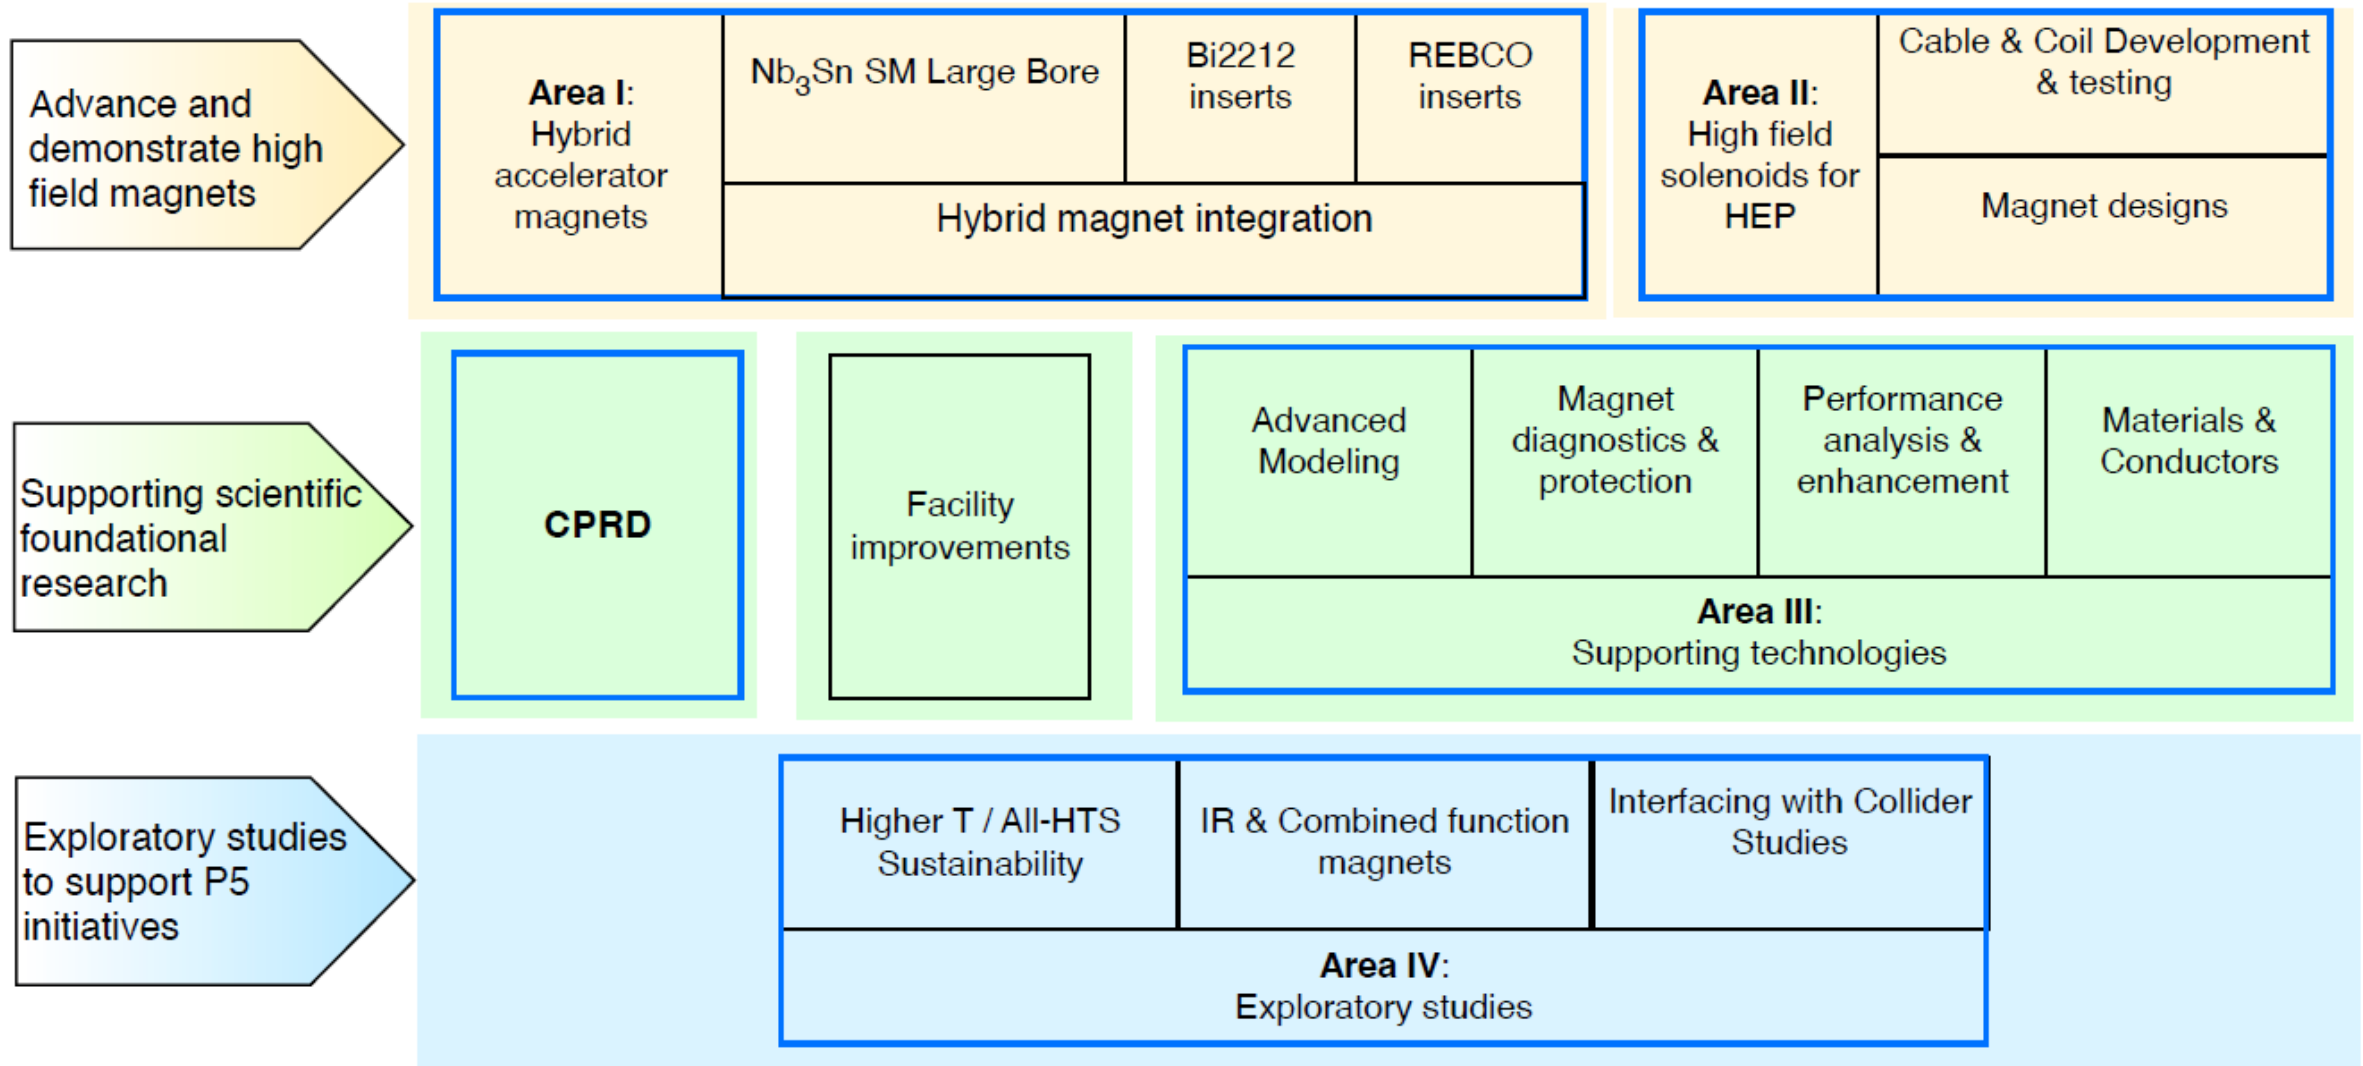 Advance and
demonstrate high
field magnets
Area I:
Hybrid
accelerator
magnets
Nb₃Sn SM Large Bore
Bi2212
inserts
REBCO
inserts
Hybrid magnet integration
Area II:
High field
solenoids for
HEP
Cable & Coil Development
& testing
Magnet designs
Supporting scientific
foundational
research
CPRD
Facility
improvements
Advanced
Modeling
Magnet
diagnostics &
protection
Performance
analysis &
enhancement
Materials &
Conductors
Area III:
Supporting technologies
Exploratory studies
to support P5
initiatives
Higher T / All-HTS
Sustainability
IR & Combined function
magnets
Interfacing with Collider
Studies
Area IV:
Exploratory studies